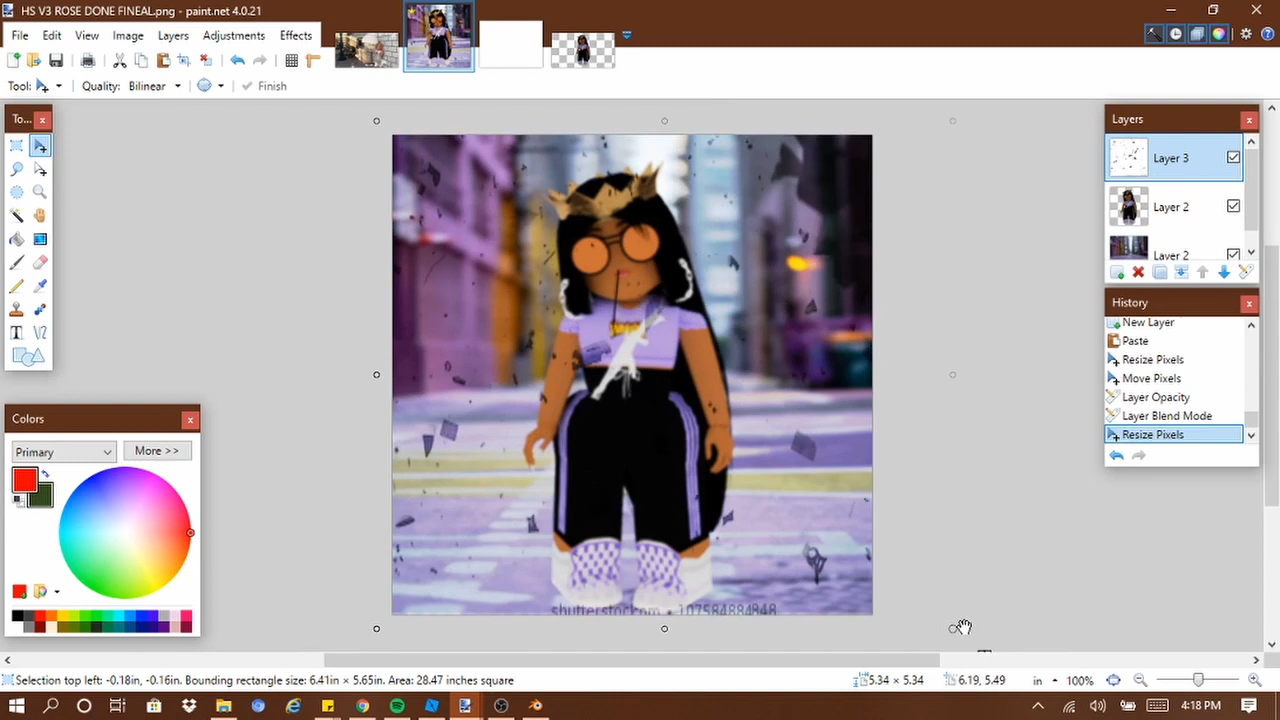 HS V3 ROSE DONE FINEAL.png - paint.net 4.0.21
File Edit View Image Layers Adjustments Effects
Tool: Quality: Bilinear Finish
To...
Layers
Layer 3
Layer 2
Layer 2
History
New Layer
Paste
Resize Pixels
Move Pixels
Layer Opacity
Layer Blend Mode
Resize Pixels
Colors
Primary More >>
Selection top left: -0.18in, -0.16in. Bounding rectangle size: 6.41in × 5.65in. Area: 28.47 inches square 5.34 × 5.34 6.19, 5.49 in 100%
4:18 PM